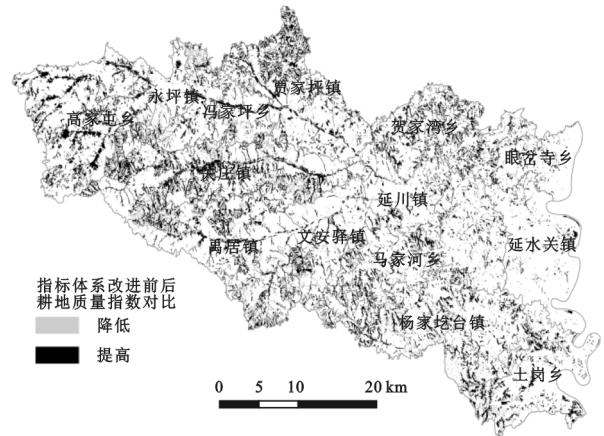 贾家坪镇
永坪镇
冯家坪乡
高家屯乡
贺家湾乡
眼岔寺乡
关庄镇
延川镇
文安驿镇
延水关镇
禹居镇
马家河乡
指标体系改进前后
耕地质量指数对比
降低
提高
杨家圪台镇
土岗乡
0 5 10 20 km